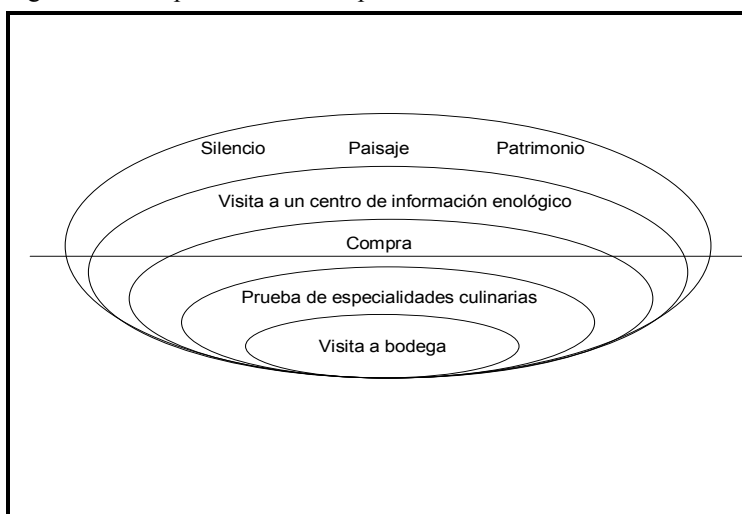 Silencio Paisaje Patrimonio
Visita a un centro de información enológico
Compra
Prueba de especialidades culinarias
Visita a bodega